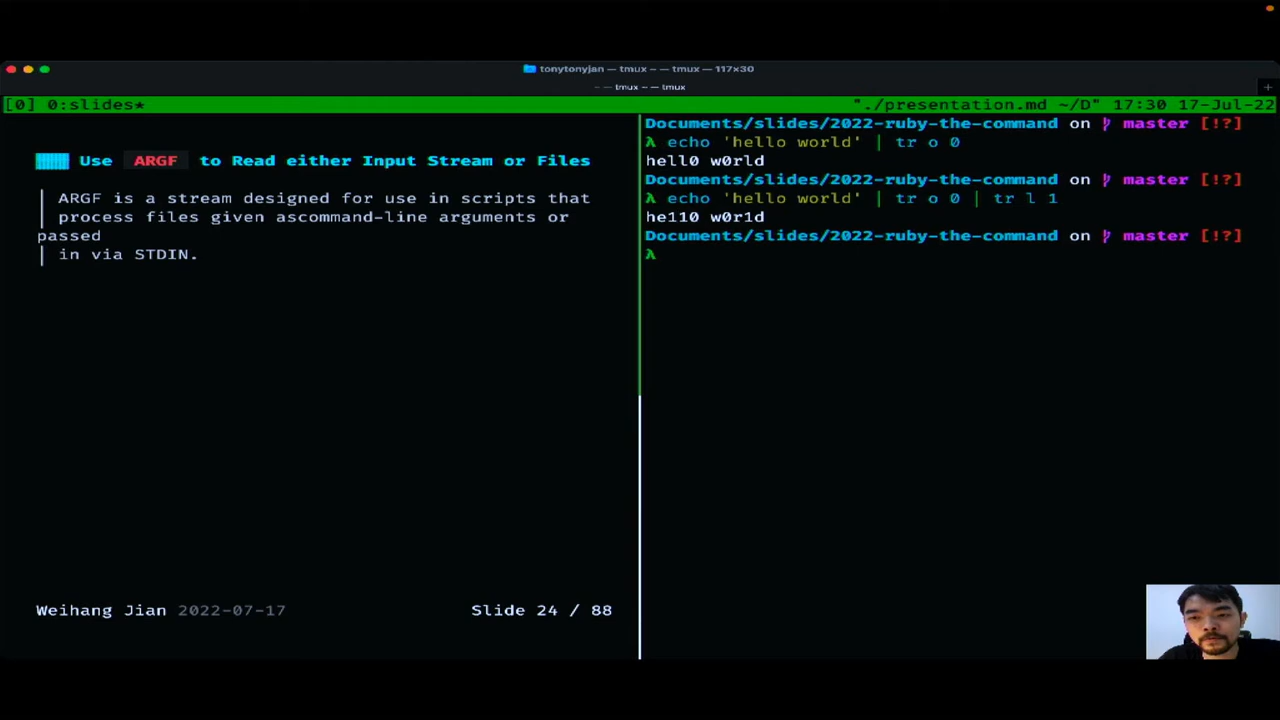 tonytonyjan — tmux - — tmux — 117×30
- — tmux - — tmux
[0] 0:slides* "./presentation.md ~/D" 17:30 17-Jul-22
Use ARGF to Read either Input Stream or Files
ARGF is a stream designed for use in scripts that
process files given ascommand-line arguments or
passed
in via STDIN.
Weihang Jian 2022-07-17 Slide 24 / 88
Documents/slides/2022-ruby-the-command on master [!?]
λ echo 'hello world' | tr o 0
hell0 w0rld
Documents/slides/2022-ruby-the-command on master [!?]
λ echo 'hello world' | tr o 0 | tr l 1
he110 w0r1d
Documents/slides/2022-ruby-the-command on master [!?]
λ